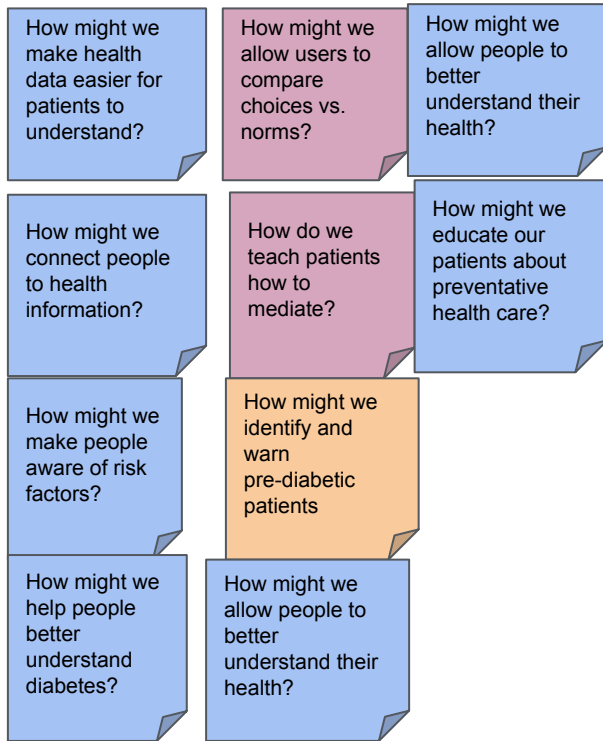 How might we
make health
data easier for
patients to
understand?
How might we
allow users to
compare
choices vs.
norms?
How might we
allow people to
better
understand their
health?
How might we
connect people
to health
information?
How do we
teach patients
how to
mediate?
How might we
educate our
patients about
preventative
health care?
How might we
make people
aware of risk
factors?
How might we
identify and
warn
pre-diabetic
patients
How might we
help people
better
understand
diabetes?
How might we
allow people to
better
understand their
health?